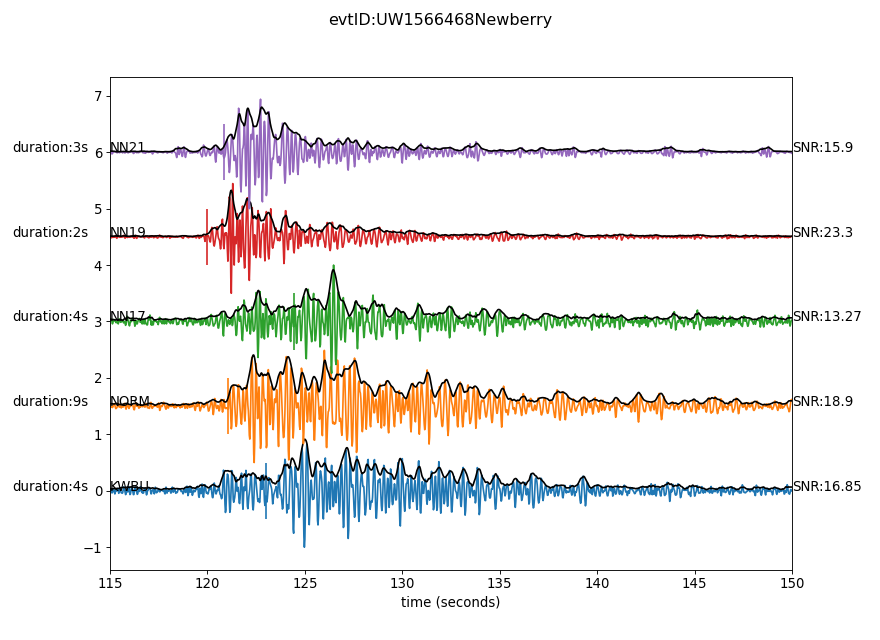 evtID:UW1566468Newberry
7
duration:3s NN21 6 SNR:15.9
5
duration:2s NN19 SNR:23.3
4
duration:4s NN17 3 SNR:13.27
2
duration:9s NORM SNR:18.9
1
duration:4s KWBU 0 SNR:16.85
−1
115 120 125 130 135 140 145 150
time (seconds)